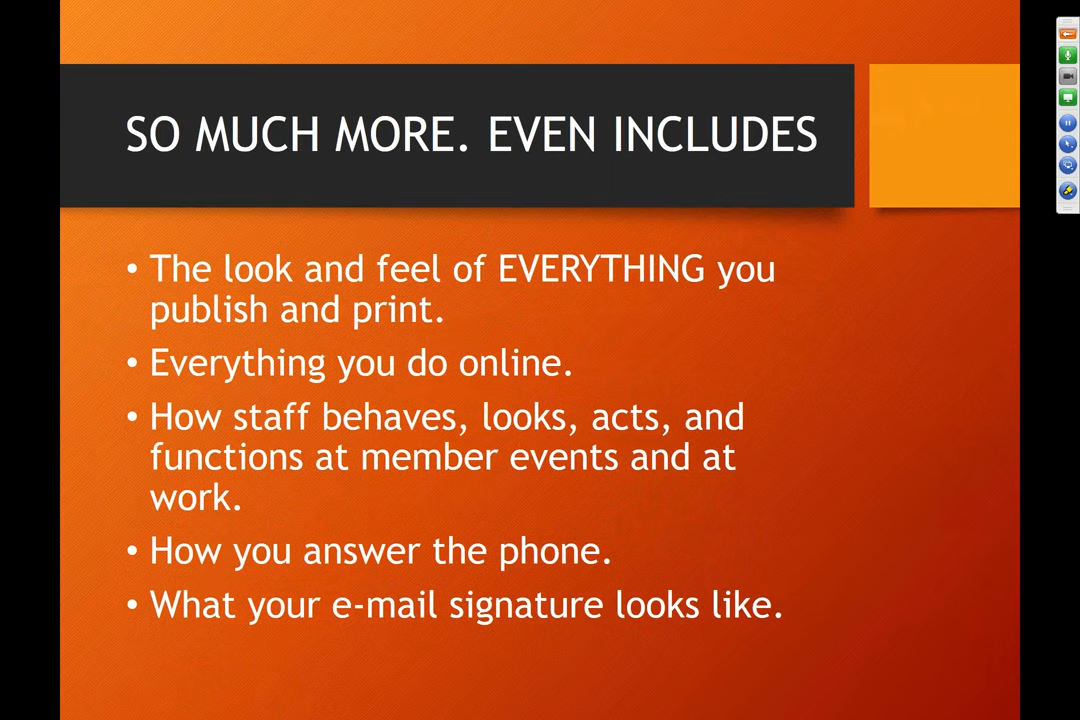 SO MUCH MORE. EVEN INCLUDES
• The look and feel of EVERYTHING you
publish and print.
• Everything you do online.
• How staff behaves, looks, acts, and
functions at member events and at
work.
• How you answer the phone.
• What your e-mail signature looks like.